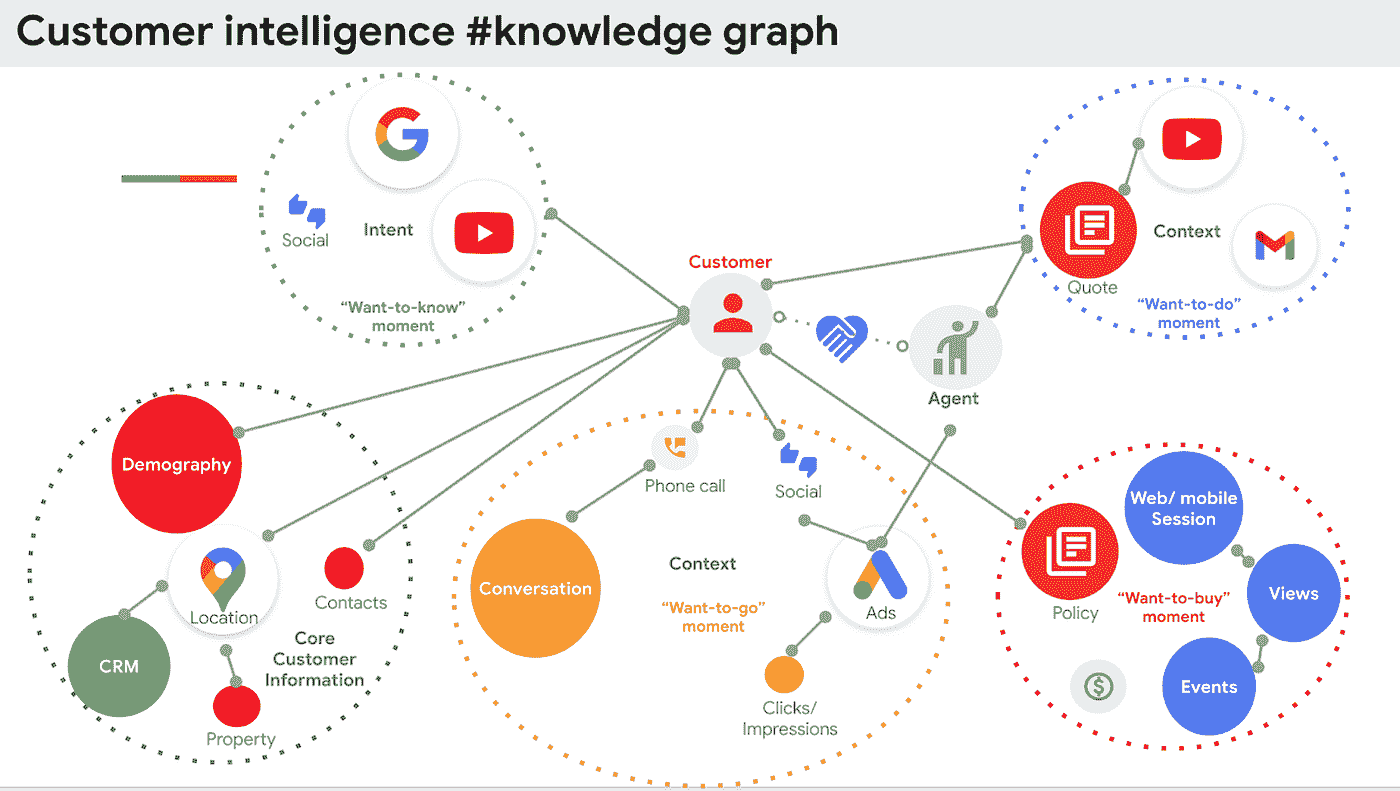 Customer intelligence #knowledge graph
Social
Intent
“Want-to-know”
moment
Customer
Quote
Context
“Want-to-do”
moment
Agent
Demography
Location
Contacts
CRM
Core
Customer
Information
Property
Phone call
Social
Conversation
Context
“Want-to-go”
moment
Ads
Clicks/
Impressions
Web/ mobile
Session
Policy
“Want-to-buy”
moment
Views
Events